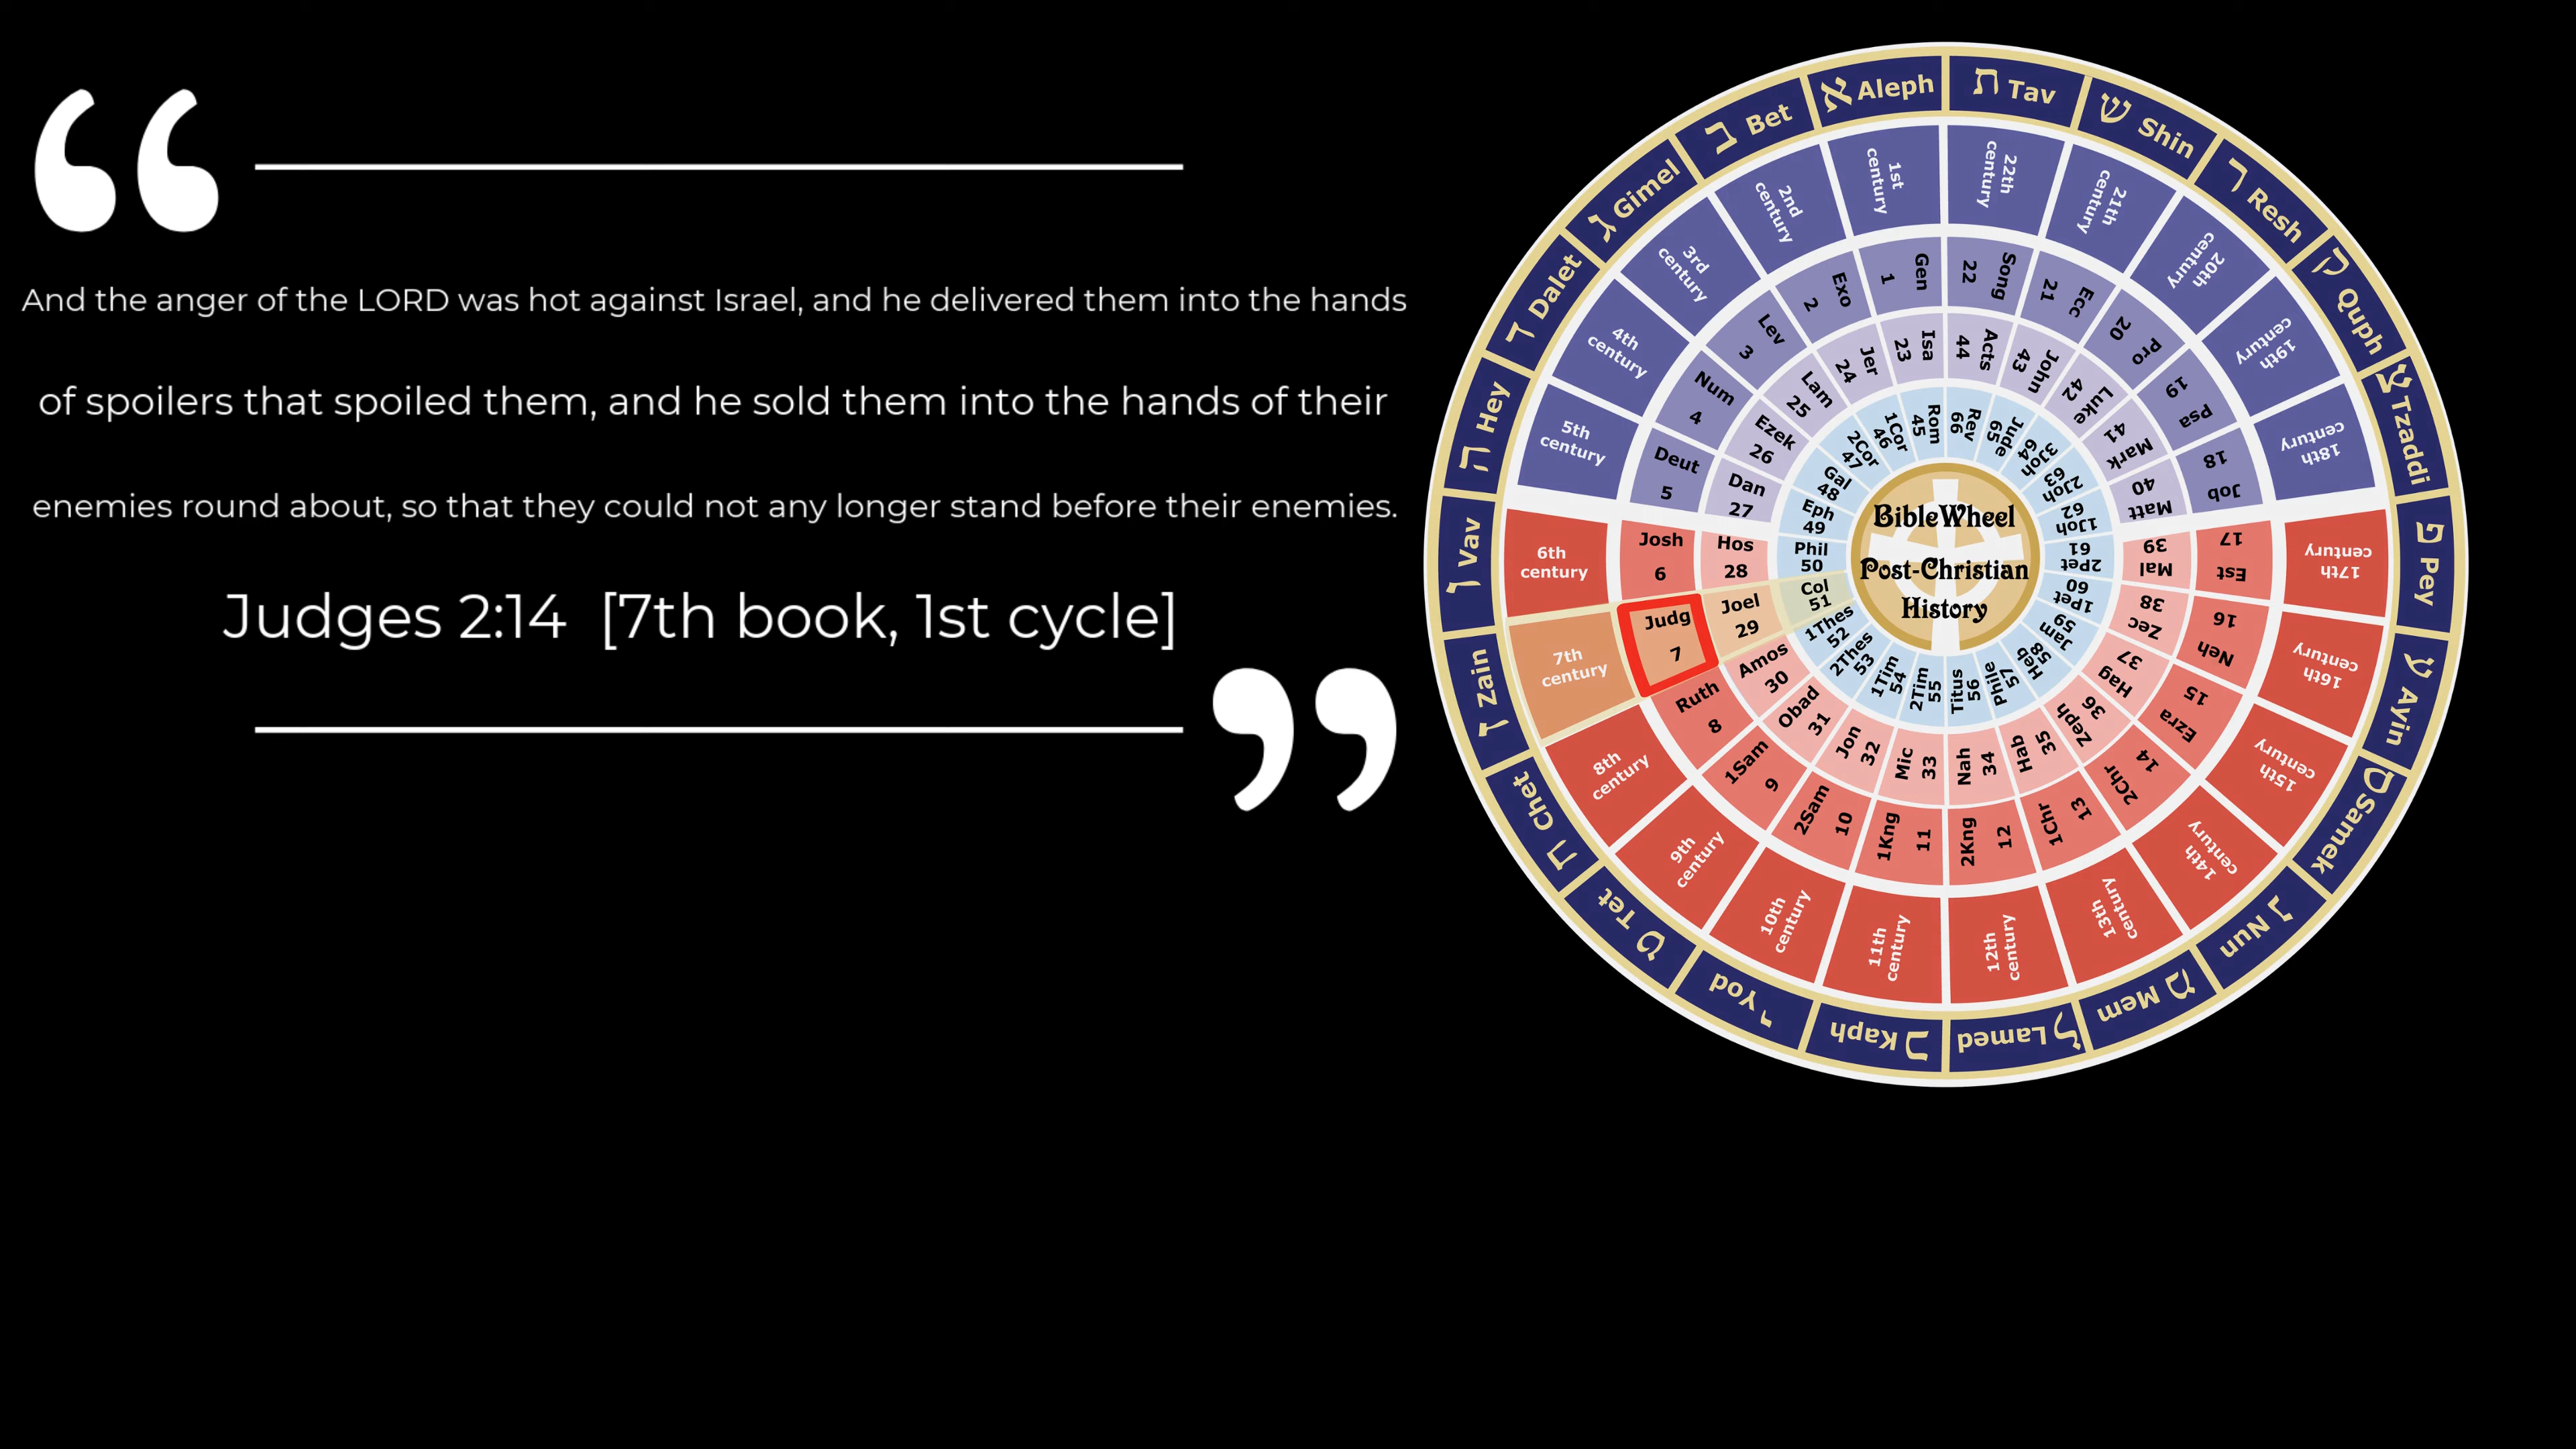 And the anger of the LORD was hot against Israel, and he delivered them into the hands
of spoilers that spoiled them, and he sold them into the hands of their
enemies round about, so that they could not any longer stand before their enemies.
Judges 2:14 [7th book, 1st cycle]
א Aleph
ב Bet
ג Gimel
ד Dalet
ה Hey
ו Vav
ז Zain
ח Chet
ט Tet
י Yod
כ Kaph
ל Lamed
מ Mem
נ Nun
ס Samek
ע Ayin
פ Pey
צ Tzaddi
ק Quph
ר Resh
ש Shin
ת Tav
1st
century
2nd
century
3rd
century
4th
century
5th
century
6th
century
7th
century
8th
century
9th
century
10th
century
11th
century
12th
century
13th
century
14th
century
15th
century
16th
century
17th
century
18th
century
19th
century
20th
century
21th
century
22th
century
Gen
1
Exo
2
Lev
3
Num
4
Deut
5
Josh
6
Judg
7
Ruth
8
1Sam
9
2Sam
10
1Kng
11
2Kng
12
1Chr
13
2Chr
14
Ezra
15
Neh
16
Est
17
Job
18
Psa
19
Pro
20
Ecc
21
Song
22
Isa
23
Jer
24
Lam
25
Ezek
26
Dan
27
Hos
28
Joel
29
Amos
30
Obad
31
Jon
32
Mic
33
Nah
34
Hab
35
Zeph
36
Hag
37
Zec
38
Mal
39
Matt
40
Mark
41
Luke
42
John
43
Acts
44
Rom
45
1Cor
46
2Cor
47
Gal
48
Eph
49
Phil
50
Col
51
1Thes
52
2Thes
53
1Tim
54
2Tim
55
Titus
56
Phile
57
Heb
58
Jam
59
1Pet
60
2Pet
61
1Joh
62
2Joh
63
3Joh
64
Jude
65
Rev
66
BibleWheel
Post-Christian
History